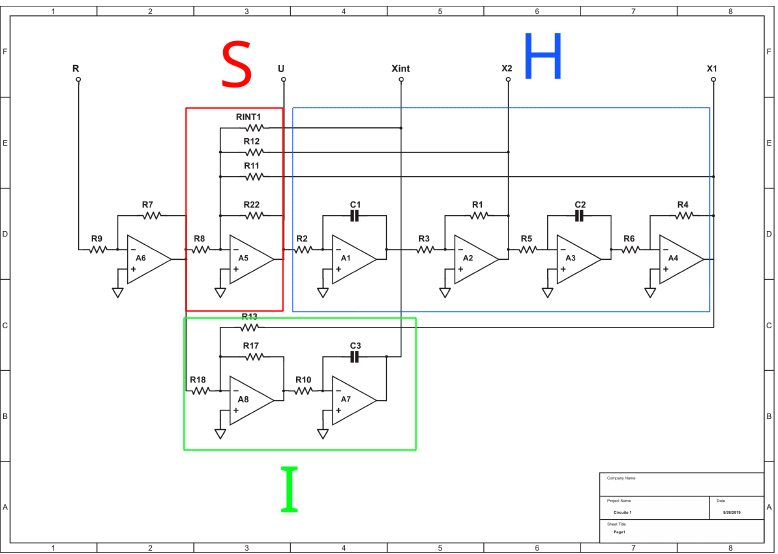 1 2 3 4 5 6 7 8
F S H F
R U Xint X2 X1
E RINT1 E
R12
R11
R7 R22 C1 R1 C2 R4
D R9 R8 R2 R3 R5 R6 D
A6 A5 A1 A2 A3 A4
− + − + − + − + − + − +
C R13 C
R17 C3
R18 R10
B A8 A7 B
− + − +
I
A A
Company Name
Project Name Date
Circuito 1 5/28/2019
Sheet Title
Page1
1 2 3 4 5 6 7 8